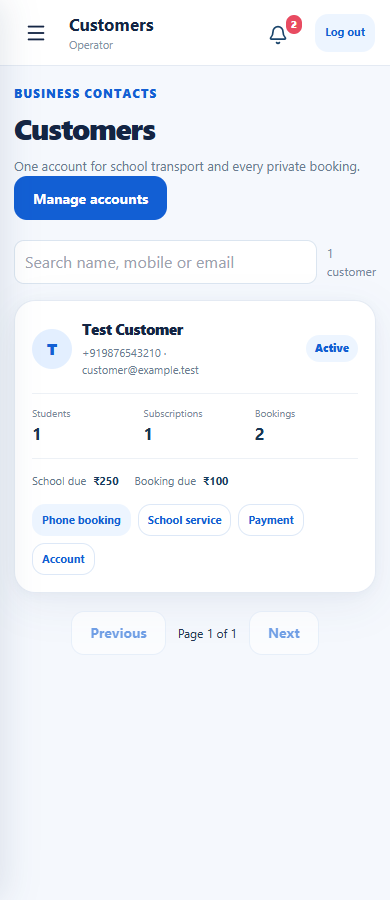 Customers
Operator
2
Log out
BUSINESS CONTACTS
Customers
One account for school transport and every private booking.
Manage accounts
Search name, mobile or email
1
customer
T
Test Customer
+919876543210 ·
customer@example.test
Active
Students
Subscriptions
Bookings
1
1
2
School due ₹250 Booking due ₹100
Phone booking
School service
Payment
Account
Previous
Page 1 of 1
Next